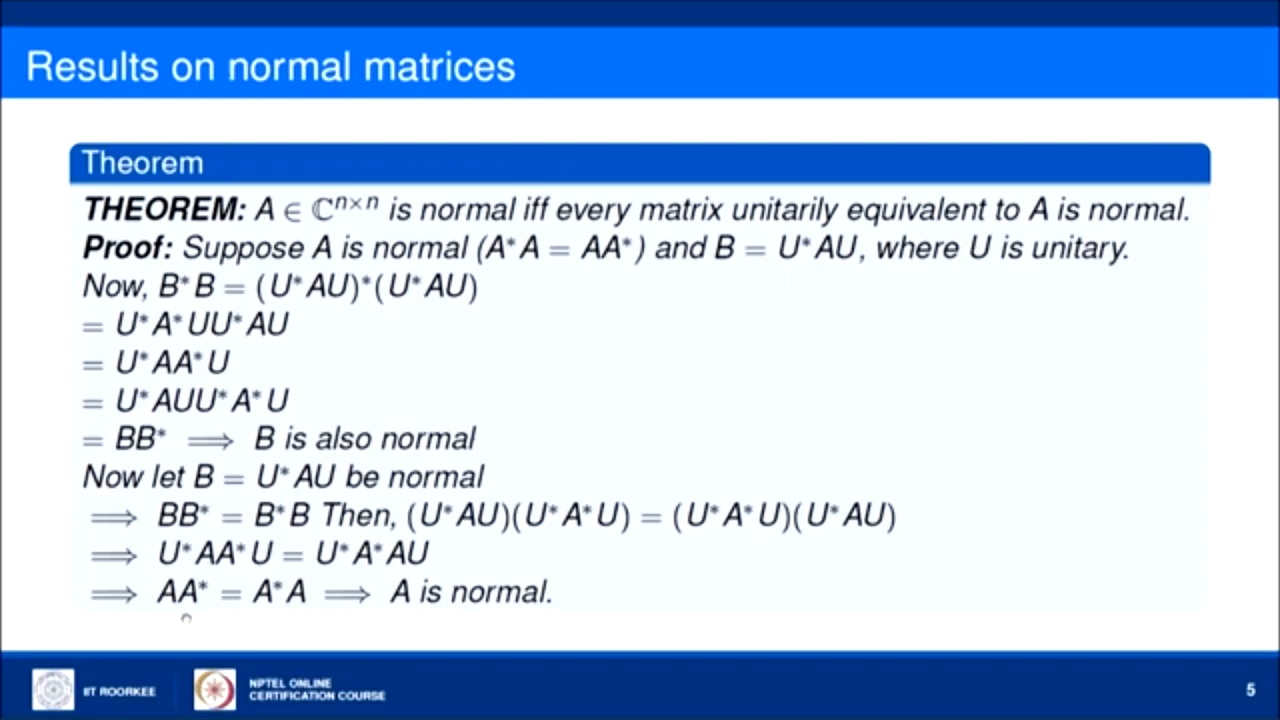 Results on normal matrices
Theorem
THEOREM: A ∈ ℂⁿˣⁿ is normal iff every matrix unitarily equivalent to A is normal.
Proof: Suppose A is normal (A*A = AA*) and B = U*AU, where U is unitary.
Now, B*B = (U*AU)*(U*AU)
= U*A*UU*AU
= U*AA*U
= U*AUU*A*U
= BB* ⟹ B is also normal
Now let B = U*AU be normal
⟹ BB* = B*B Then, (U*AU)(U*A*U) = (U*A*U)(U*AU)
⟹ U*AA*U = U*A*AU
⟹ AA* = A*A ⟹ A is normal.
IIT ROORKEE
NPTEL ONLINE
CERTIFICATION COURSE
5